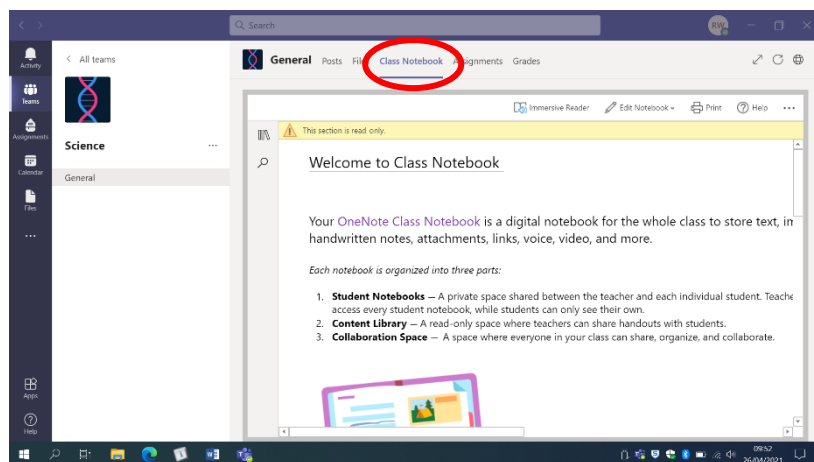 Search
RW
Activity
Teams
Assignments
Calendar
Files
...
Apps
Help
All teams
Science
...
General
General Posts Fil Class Notebook Assignments Grades
Immersive Reader Edit Notebook Print Help ...
This section is read only.
Welcome to Class Notebook
Your OneNote Class Notebook is a digital notebook for the whole class to store text, im
handwritten notes, attachments, links, voice, video, and more.
Each notebook is organized into three parts:
1. Student Notebooks — A private space shared between the teacher and each individual student. Teache
access every student notebook, while students can only see their own.
2. Content Library — A read-only space where teachers can share handouts with students.
3. Collaboration Space — A space where everyone in your class can share, organize, and collaborate.
09:52
26/04/2021